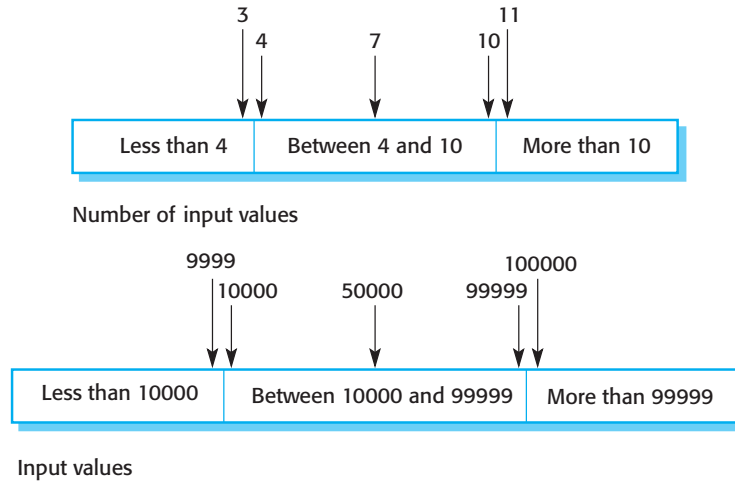 3 11
4 7 10
Less than 4 Between 4 and 10 More than 10
Number of input values
9999 100000
10000 50000 99999
Less than 10000 Between 10000 and 99999 More than 99999
Input values